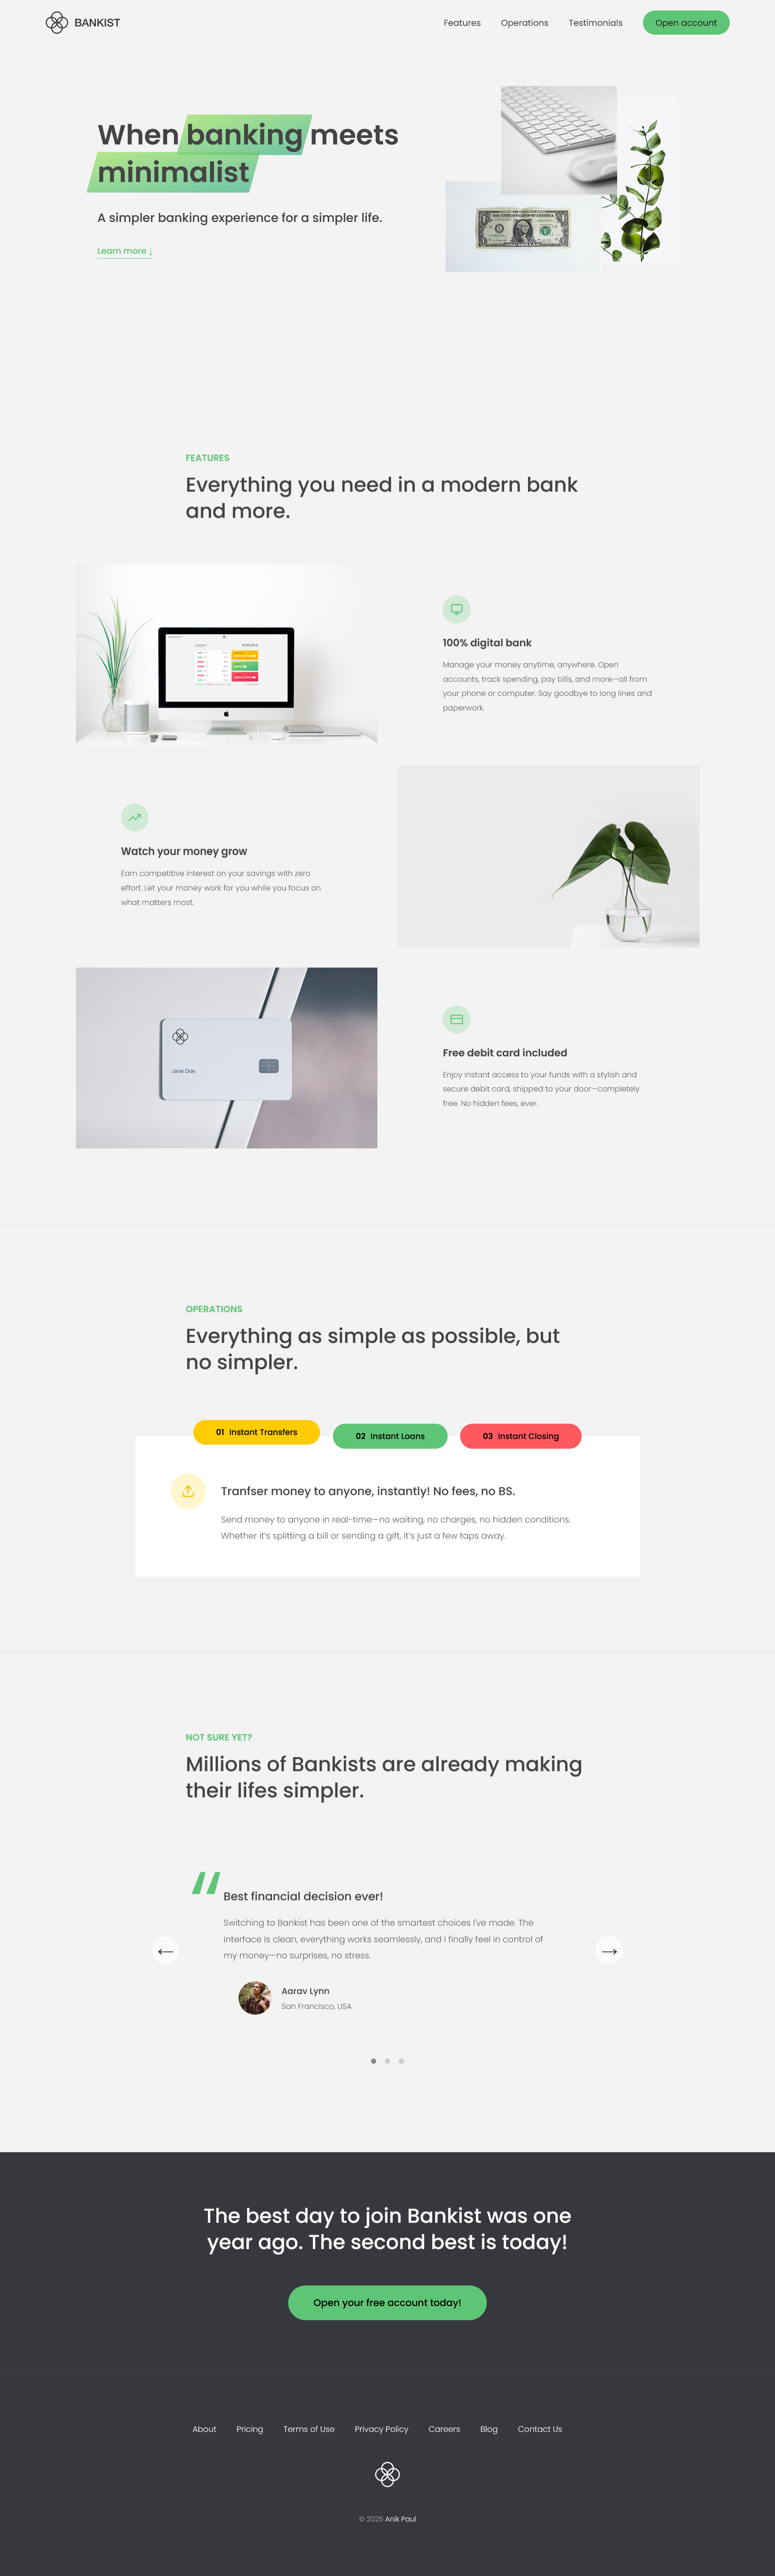 BANKIST
Features
Operations
Testimonials
Open account
When banking meets
minimalist
A simpler banking experience for a simpler life.
Learn more ↓
FEATURES
Everything you need in a modern bank
and more.
100% digital bank
Manage your money anytime, anywhere. Open
accounts, track spending, pay bills, and more—all from
your phone or computer. Say goodbye to long lines and
paperwork.
Watch your money grow
Earn competitive interest on your savings with zero
effort. Let your money work for you while you focus on
what matters most.
Jane Doe
Free debit card included
Enjoy instant access to your funds with a stylish and
secure debit card, shipped to your door—completely
free. No hidden fees, ever.
OPERATIONS
Everything as simple as possible, but
no simpler.
01 Instant Transfers
02 Instant Loans
03 Instant Closing
Tranfser money to anyone, instantly! No fees, no BS.
Send money to anyone in real-time—no waiting, no charges, no hidden conditions.
Whether it's splitting a bill or sending a gift, it's just a few taps away.
NOT SURE YET?
Millions of Bankists are already making
their lifes simpler.
Best financial decision ever!
Switching to Bankist has been one of the smartest choices I've made. The
interface is clean, everything works seamlessly, and I finally feel in control of
my money—no surprises, no stress.
Aarav Lynn
San Francisco, USA
The best day to join Bankist was one
year ago. The second best is today!
Open your free account today!
About
Pricing
Terms of Use
Privacy Policy
Careers
Blog
Contact Us
© 2025 Anik Paul